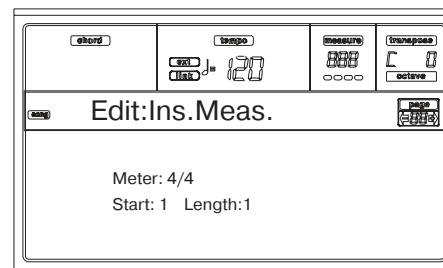 chord tempo measure transpose
ext ♩= 120 888 C 0
link octave
song Edit:Ins.Meas. page
Meter: 4/4
Start: 1 Length:1